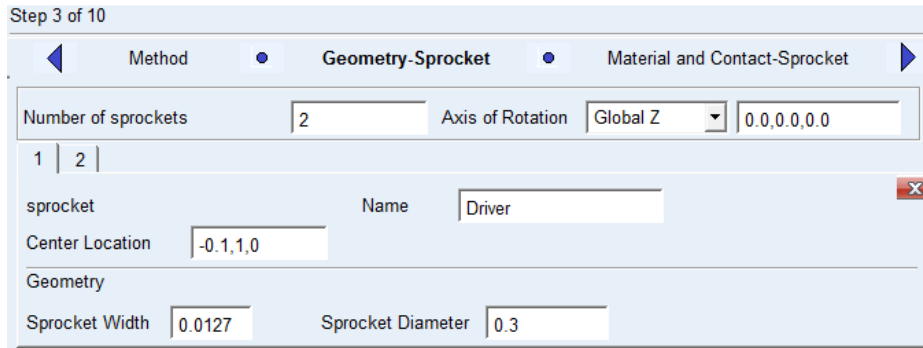 Step 3 of 10
Method Geometry-Sprocket Material and Contact-Sprocket
Number of sprockets 2 Axis of Rotation Global Z 0.0,0.0,0.0
1 2
sprocket Name Driver
Center Location -0.1,1,0
Geometry
Sprocket Width 0.0127 Sprocket Diameter 0.3